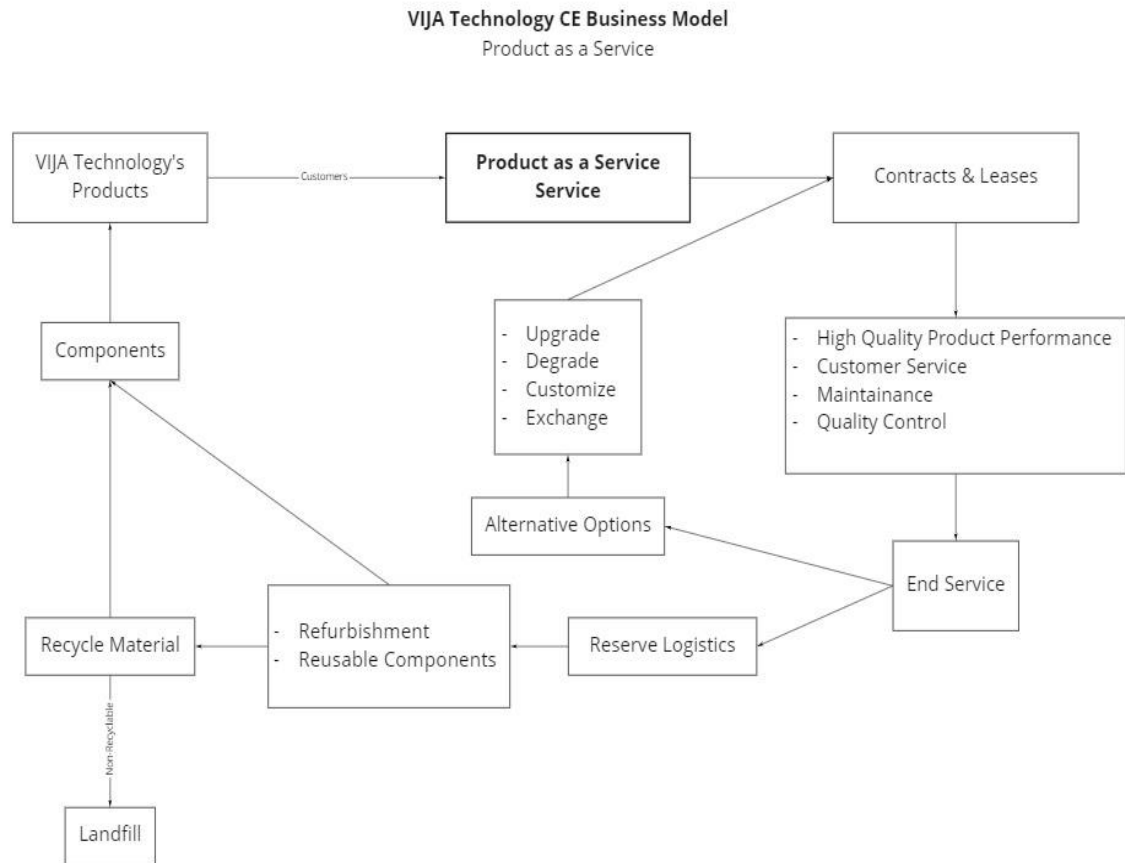 VIJA Technology CE Business Model
Product as a Service
VIJA Technology's
Products
Customers
Product as a Service
Service
Contracts & Leases
- Upgrade
- Degrade
- Customize
- Exchange
- High Quality Product Performance
- Customer Service
- Maintainance
- Quality Control
Components
Alternative Options
End Service
Recycle Material
- Refurbishment
- Reusable Components
Reserve Logistics
Non-Recyclable
Landfill